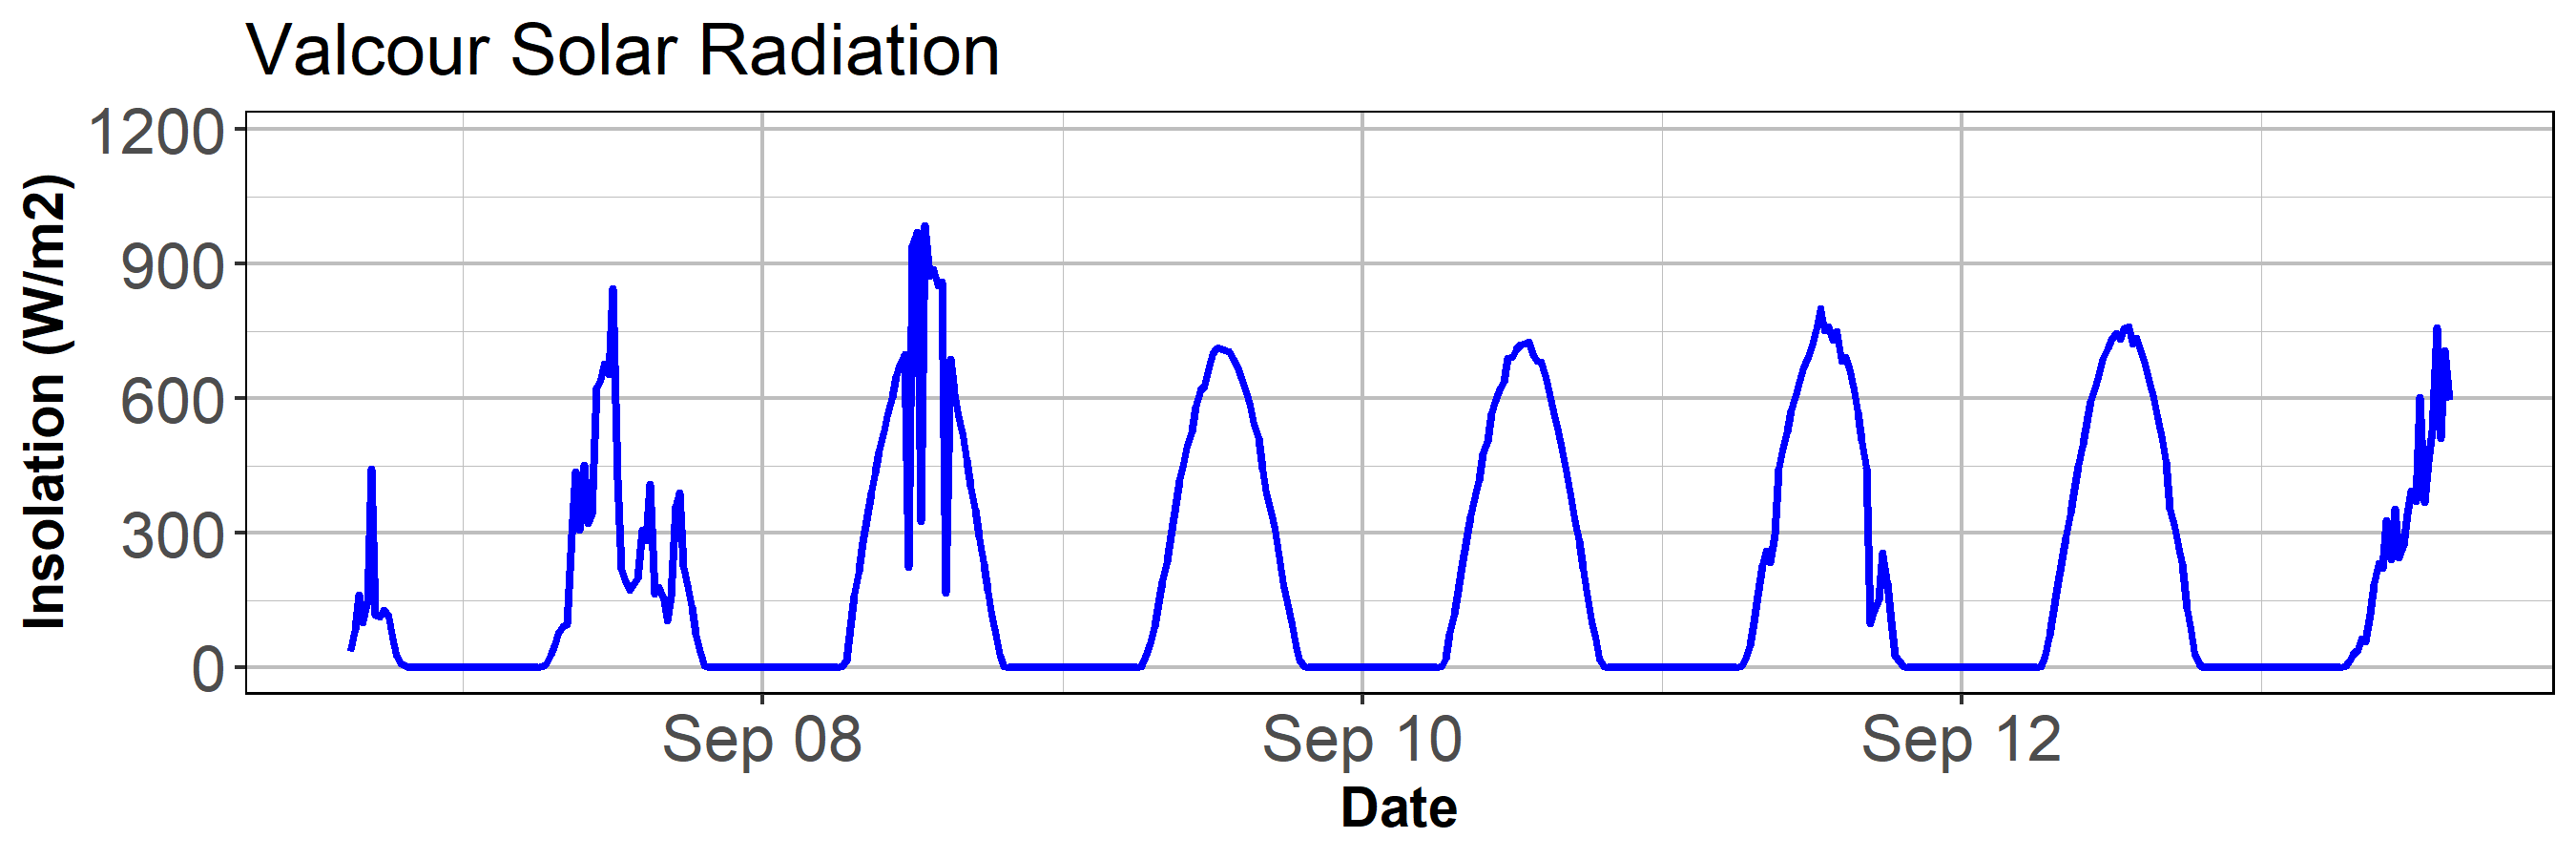 Valcour Solar Radiation
1200
900
600
300
0
Insolation (W/m2)
Sep 08
Sep 10
Sep 12
Date